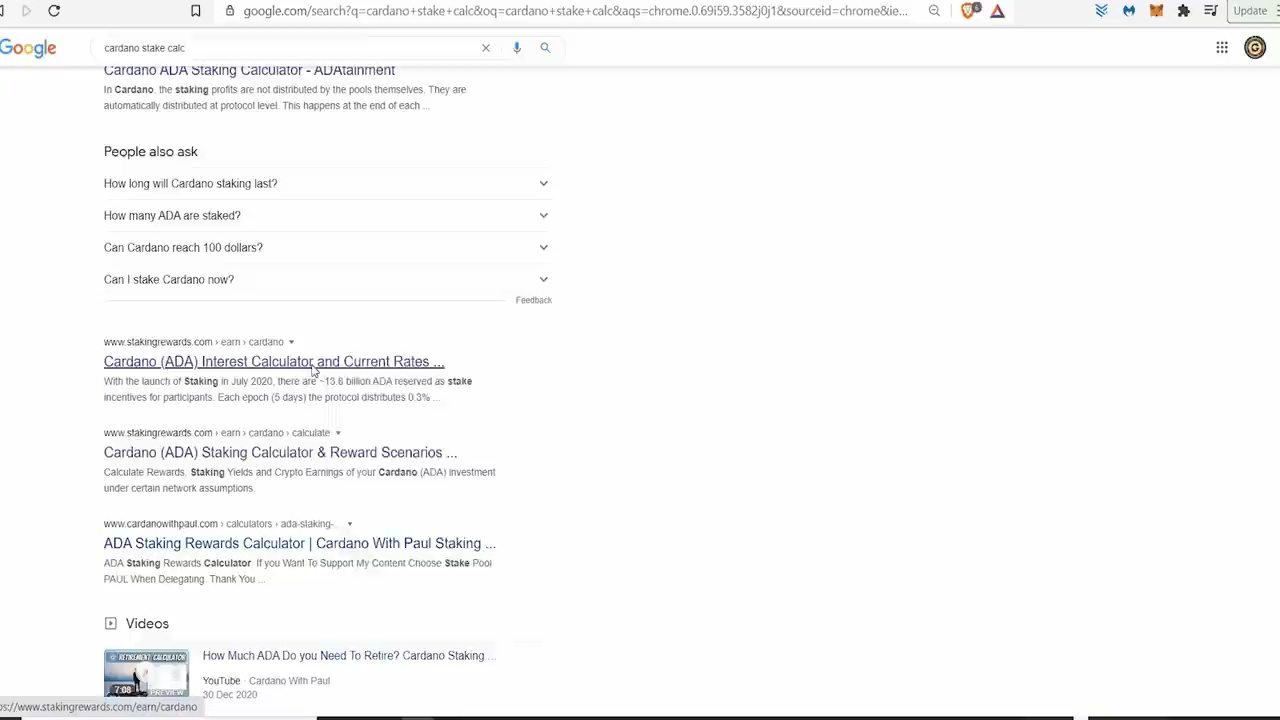 google.com/search?q=cardano+stake+calc&oq=cardano+stake+calc&aqs=chrome.0.69i59.3582j0j1&sourceid=chrome&ie...
6
Update
Google
cardano stake calc
G
Cardano ADA Staking Calculator - ADAtainment
In Cardano, the staking profits are not distributed by the pools themselves. They are
automatically distributed at protocol level. This happens at the end of each ...
People also ask
How long will Cardano staking last?
How many ADA are staked?
Can Cardano reach 100 dollars?
Can I stake Cardano now?
Feedback
www.stakingrewards.com › earn › cardano
Cardano (ADA) Interest Calculator and Current Rates ...
With the launch of Staking in July 2020, there are ~13.6 billion ADA reserved as stake
incentives for participants. Each epoch (5 days) the protocol distributes 0.3% ...
www.stakingrewards.com › earn › cardano › calculate
Cardano (ADA) Staking Calculator & Reward Scenarios ...
Calculate Rewards, Staking Yields and Crypto Earnings of your Cardano (ADA) investment
under certain network assumptions.
www.cardanowithpaul.com › calculators › ada-staking-...
ADA Staking Rewards Calculator | Cardano With Paul Staking ...
ADA Staking Rewards Calculator If you Want To Support My Content Choose Stake Pool
PAUL When Delegating. Thank You ...
Videos
RETIREMENT CALCULATOR
7:08
PREVIEW
How Much ADA Do you Need To Retire? Cardano Staking ...
YouTube · Cardano With Paul
30 Dec 2020
ps://www.stakingrewards.com/earn/cardano